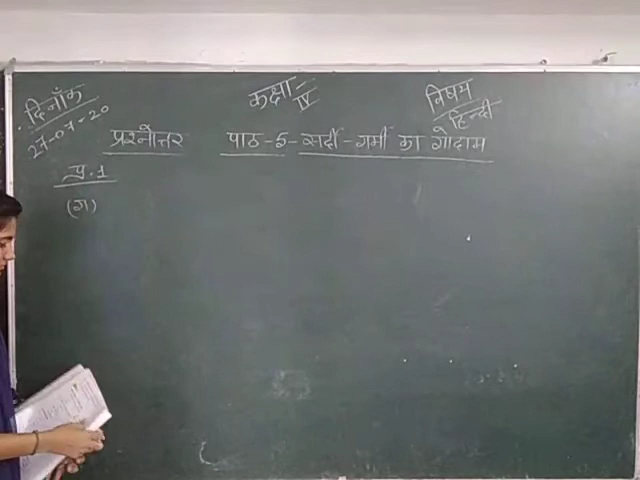 दिनाँक
27-07-20
कक्षा- IV
विषय
हिन्दी
प्रश्नोत्तर पाठ-5- सर्दी-गर्मी का गोदाम
प्र.1
(ग)